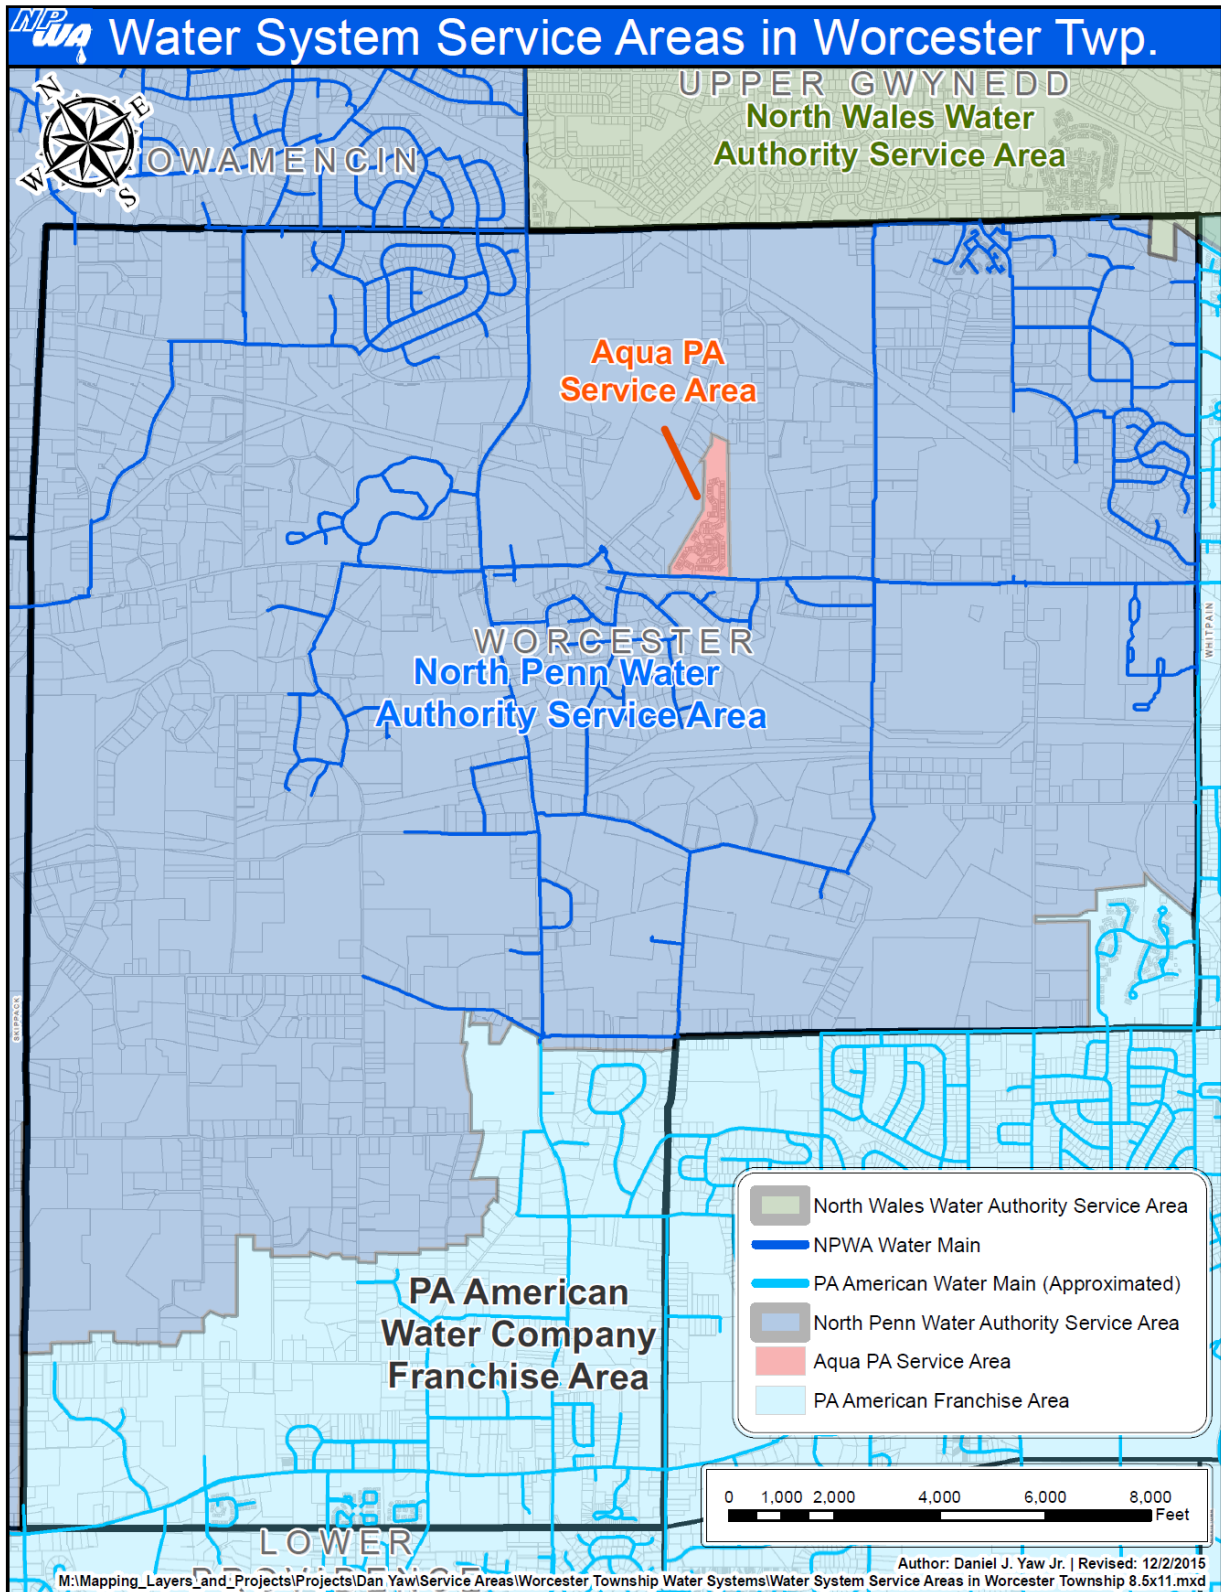 NPWA
Water System Service Areas in Worcester Twp.
N
E
W
S
UPPER GWYNEDD
North Wales Water
Authority Service Area
OWAMENCIN
Aqua PA
Service Area
WHITPAIN
WORCESTER
North Penn Water
Authority Service Area
SKIPPACK
PA American
Water Company
Franchise Area
North Wales Water Authority Service Area
NPWA Water Main
PA American Water Main (Approximated)
North Penn Water Authority Service Area
Aqua PA Service Area
PA American Franchise Area
0 1,000 2,000 4,000 6,000 8,000
Feet
LOWER
PROVIDENCE
Author: Daniel J. Yaw Jr. | Revised: 12/2/2015
M:\Mapping_Layers_and_Projects\Projects\Dan_Yaw\Service Areas\Worcester Township Water Systems\Water System Service Areas in Worcester Township 8.5x11.mxd